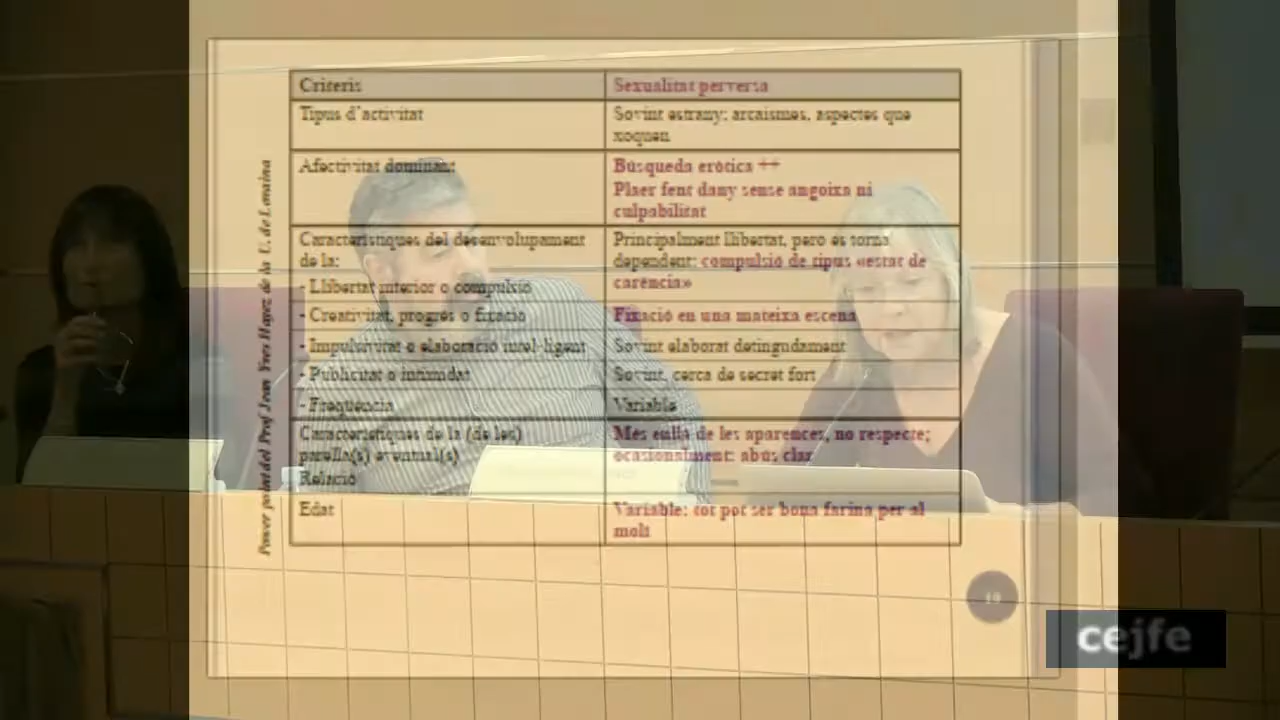 Criteris
Sexualitat perversa
Tipus d'activitat
Sovint estrany; arcaismes, aspectes que
xoquen
Afectivitat dominant
Búsqueda eròtica ++
Plaer fent dany sense angoixa ni
culpabilitat
Característiques del desenvolupament
de la:
- Llibertat interior o compulsió
Principalment llibertat, pero es torna
dependent: compulsió de tipus «estat de
carència»
- Creativitat, progrés o fixació
Fixació en una mateixa escena
- Impulsivitat o elaboració intel·ligent
Sovint elaborat detingudament
- Publicitat o intimidat
Sovint, cerca de secret fort
- Freqüencia
Variable
Característiques de la (de les)
parella(s) eventual(s)
Relació
Més enllà de les aparences, no respecte;
ocasionalment: abús clar
Edat
Variable: tot pot ser bona farina per al
molí
Power point del Prof Jean Yves Hayez de la U. de Lovaina
19
cejfe